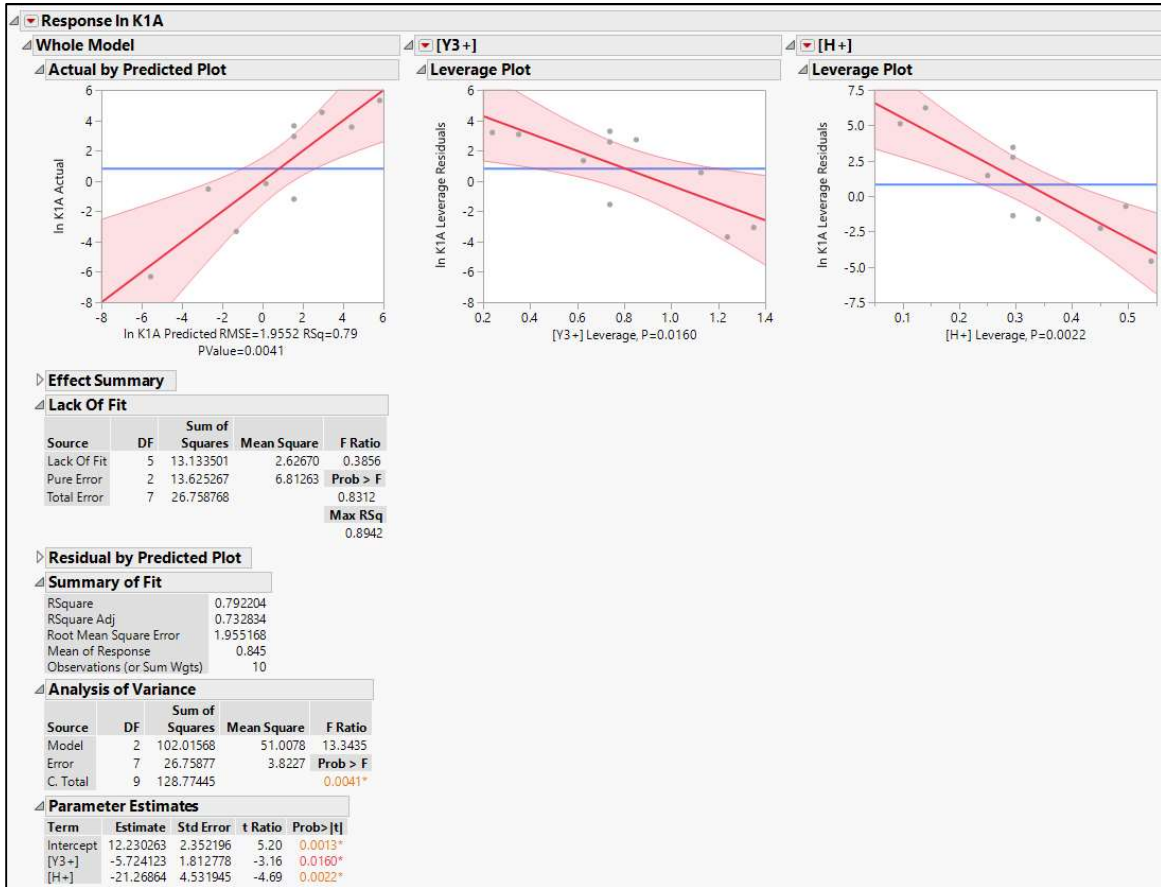 Response ln K1A
Whole Model
[Y3+]
[H+]
Actual by Predicted Plot
Leverage Plot
Leverage Plot
6
4
2
0
-2
-4
-6
-8
ln K1A Actual
-8 -6 -4 -2 0 2 4 6
ln K1A Predicted RMSE=1.9552 RSq=0.79
PValue=0.0041
6
4
2
0
-2
-4
-6
-8
ln K1A Leverage Residuals
0.2 0.4 0.6 0.8 1.0 1.2 1.4
[Y3+] Leverage, P=0.0160
7.5
5.0
2.5
0.0
-2.5
-5.0
-7.5
ln K1A Leverage Residuals
0.1 0.2 0.3 0.4 0.5
[H+] Leverage, P=0.0022
Effect Summary
Lack Of Fit
Sum of
Source DF Squares Mean Square F Ratio
Lack Of Fit 5 13.133501 2.62670 0.3856
Pure Error 2 13.625267 6.81263 Prob > F
Total Error 7 26.758768 0.8312
Max RSq
0.8942
Residual by Predicted Plot
Summary of Fit
RSquare 0.792204
RSquare Adj 0.732834
Root Mean Square Error 1.955168
Mean of Response 0.845
Observations (or Sum Wgts) 10
Analysis of Variance
Sum of
Source DF Squares Mean Square F Ratio
Model 2 102.01568 51.0078 13.3435
Error 7 26.75877 3.8227 Prob > F
C. Total 9 128.77445 0.0041*
Parameter Estimates
Term Estimate Std Error t Ratio Prob>|t|
Intercept 12.230263 2.352196 5.20 0.0013*
[Y3+] -5.724123 1.812778 -3.16 0.0160*
[H+] -21.26864 4.531945 -4.69 0.0022*